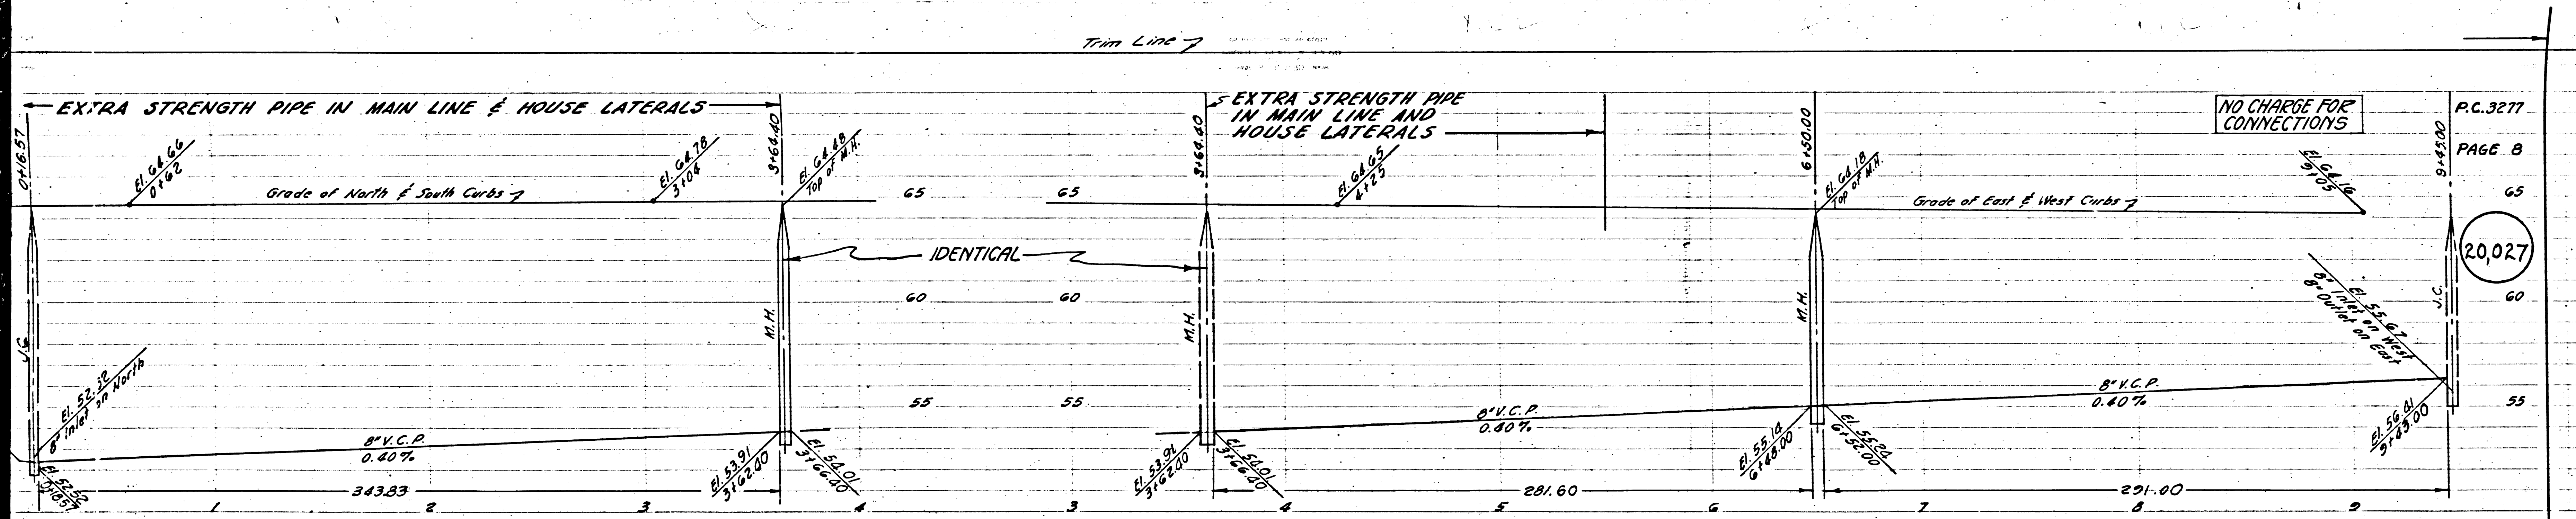 Trim Line
EXTRA STRENGTH PIPE IN MAIN LINE & HOUSE LATERALS
EXTRA STRENGTH PIPE
IN MAIN LINE AND
HOUSE LATERALS
NO CHARGE FOR
CONNECTIONS
P.C. 3277
PAGE 8
20,027
0+16.57
El. 64.66
0+62
Grade of North & South Curbs
El. 64.78
3+04
3+64.40
El. 64.48
Top of M.H.
65
65
3+64.40
El. 64.65
4+25
6+50.00
El. 64.18
Top of M.H.
Grade of East & West Curbs
El. 64.16
9+05
9+45.00
65
IDENTICAL
60
60
60
M.H.
M.H.
M.H.
J.C.
El. 55.67
8" Inlet on West
8" Outlet on East
El. 52.32
8" Inlet on North
55
55
55
8" V.C.P.
0.40%
8" V.C.P.
0.40%
8" V.C.P.
0.40%
El. 52.52
0+18.57
El. 53.91
3+62.40
El. 54.01
3+66.40
El. 53.91
3+62.40
El. 54.01
3+66.40
El. 55.14
6+48.00
El. 55.24
6+52.00
El. 56.41
9+43.00
343.83
281.60
291.00
1 2 3 4 3 4 5 6 7 8 9